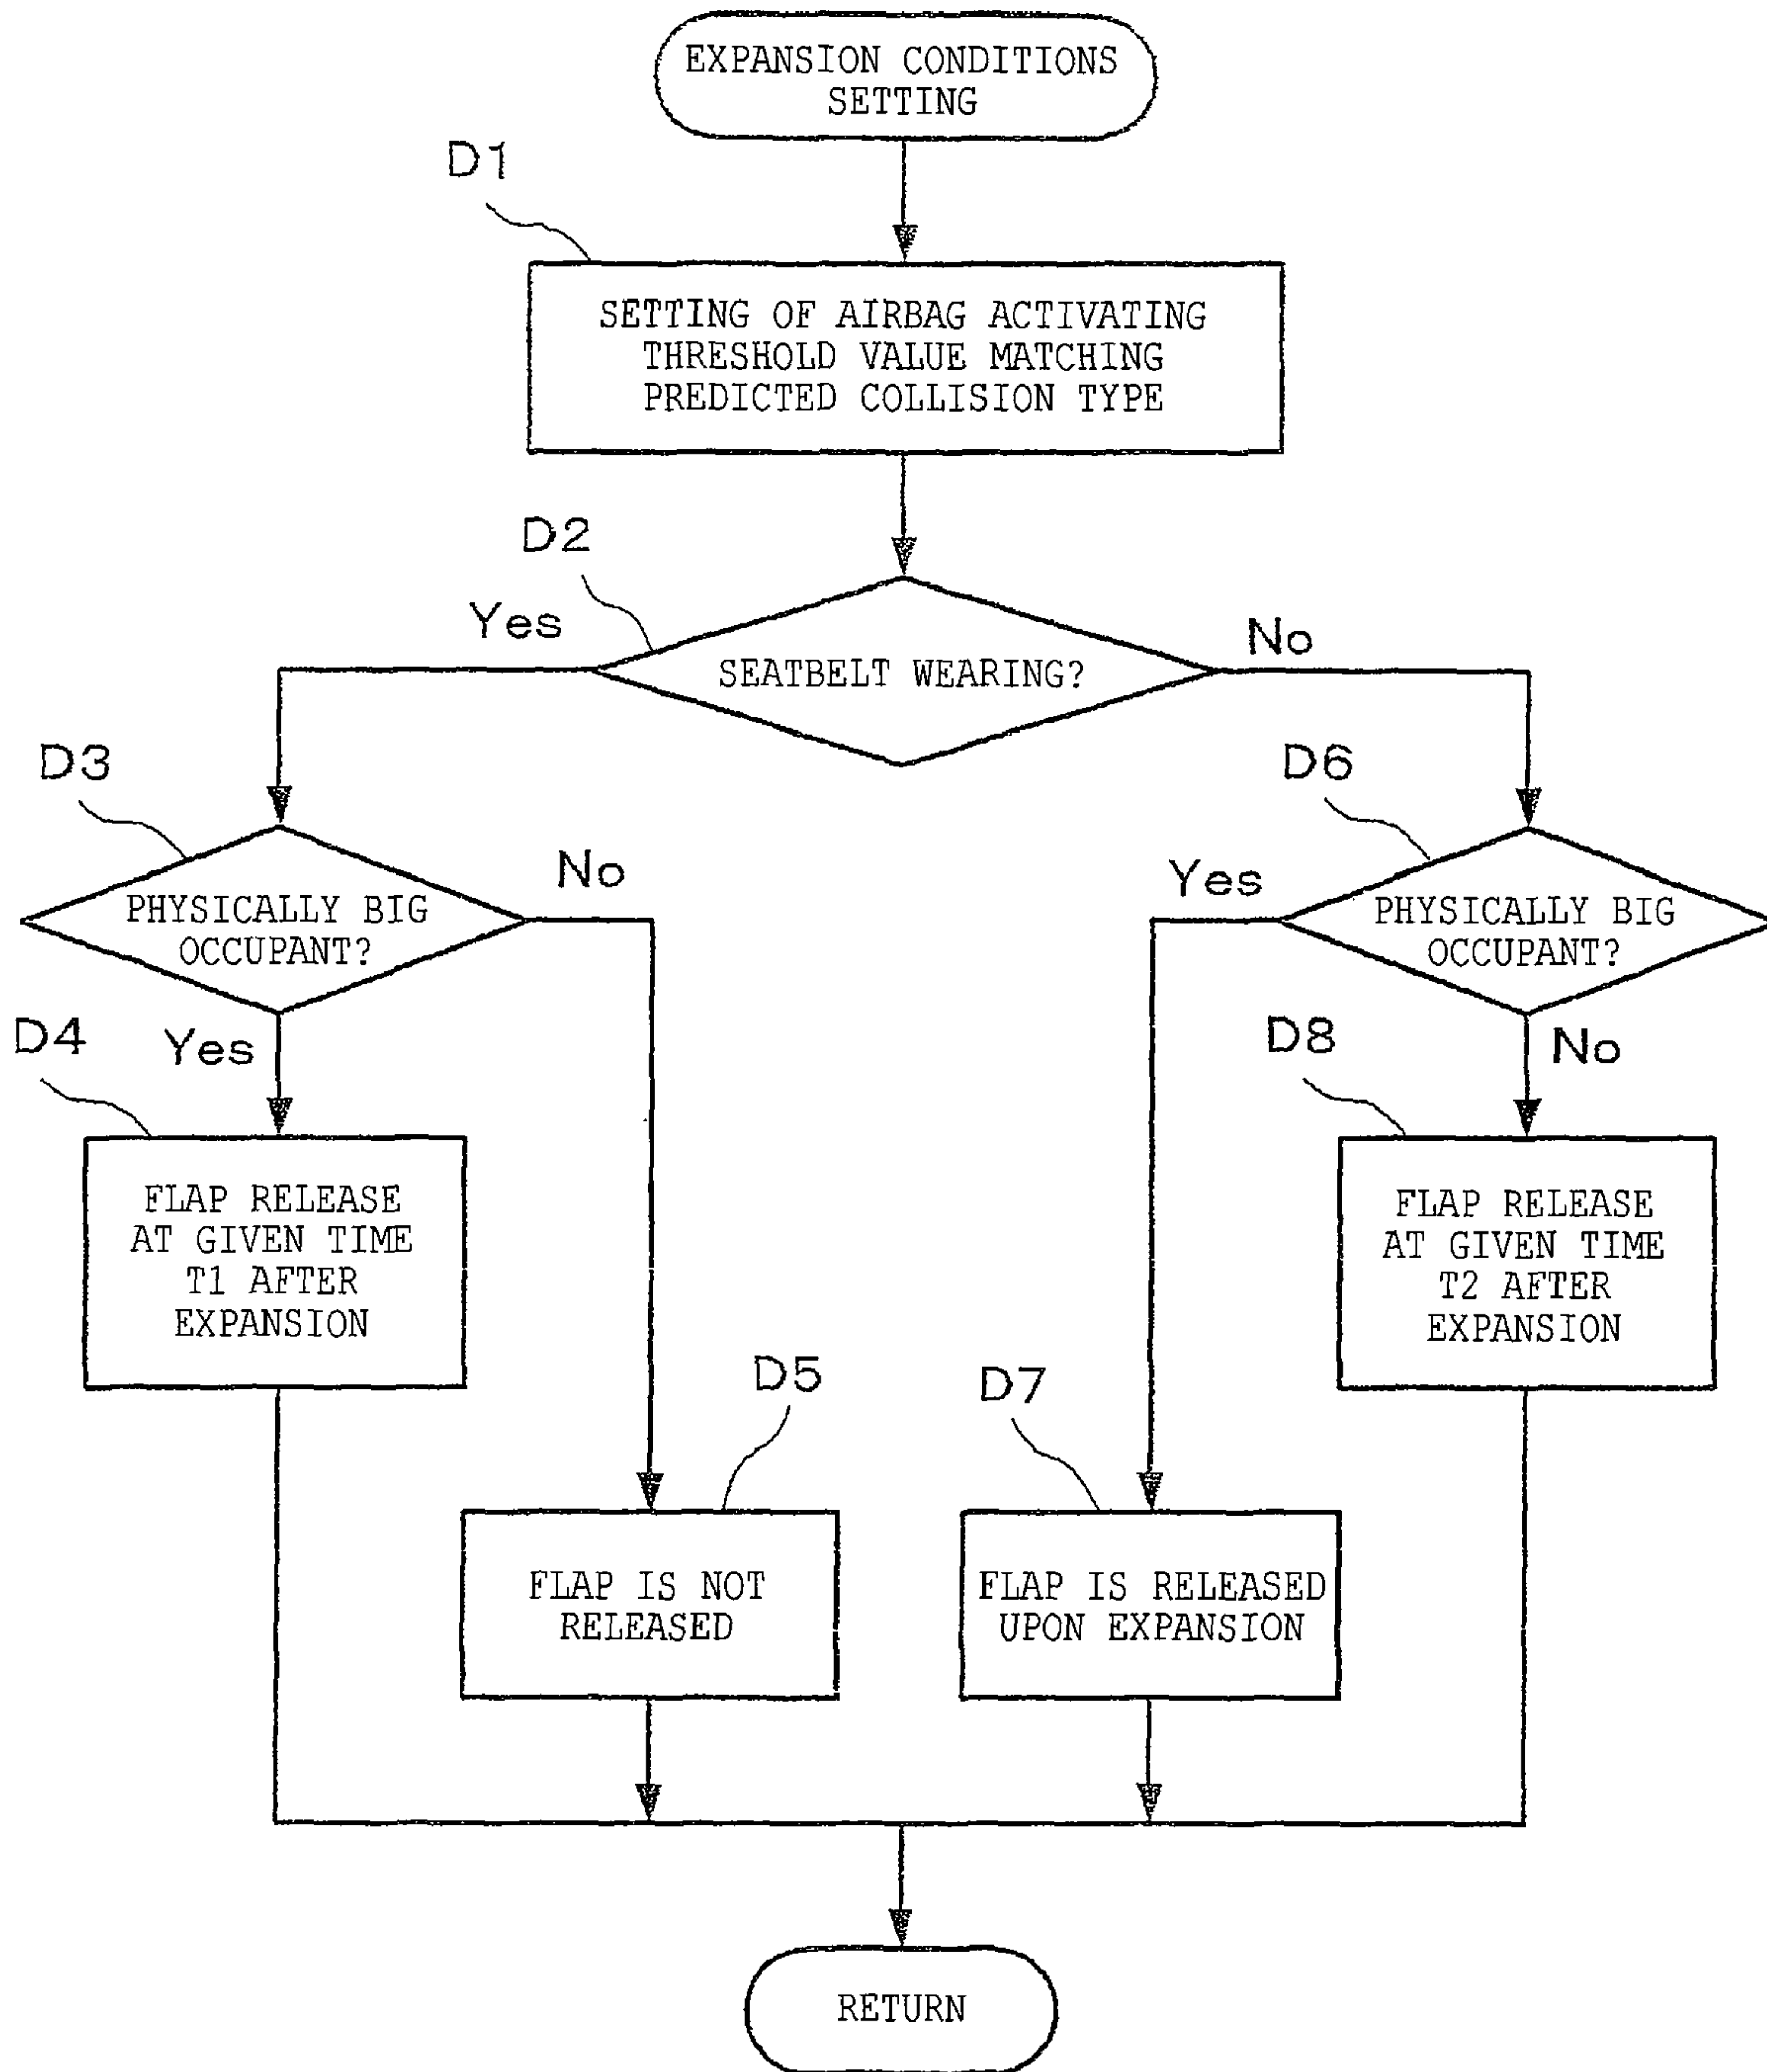 EXPANSION CONDITIONS
SETTING
D1
SETTING OF AIRBAG ACTIVATING
THRESHOLD VALUE MATCHING
PREDICTED COLLISION TYPE
D2
Yes
No
SEATBELT WEARING?
D3
D6
No
Yes
PHYSICALLY BIG
OCCUPANT?
PHYSICALLY BIG
OCCUPANT?
D4
Yes
D8
No
FLAP RELEASE
AT GIVEN TIME
T1 AFTER
EXPANSION
FLAP RELEASE
AT GIVEN TIME
T2 AFTER
EXPANSION
D5
D7
FLAP IS NOT
RELEASED
FLAP IS RELEASED
UPON EXPANSION
RETURN